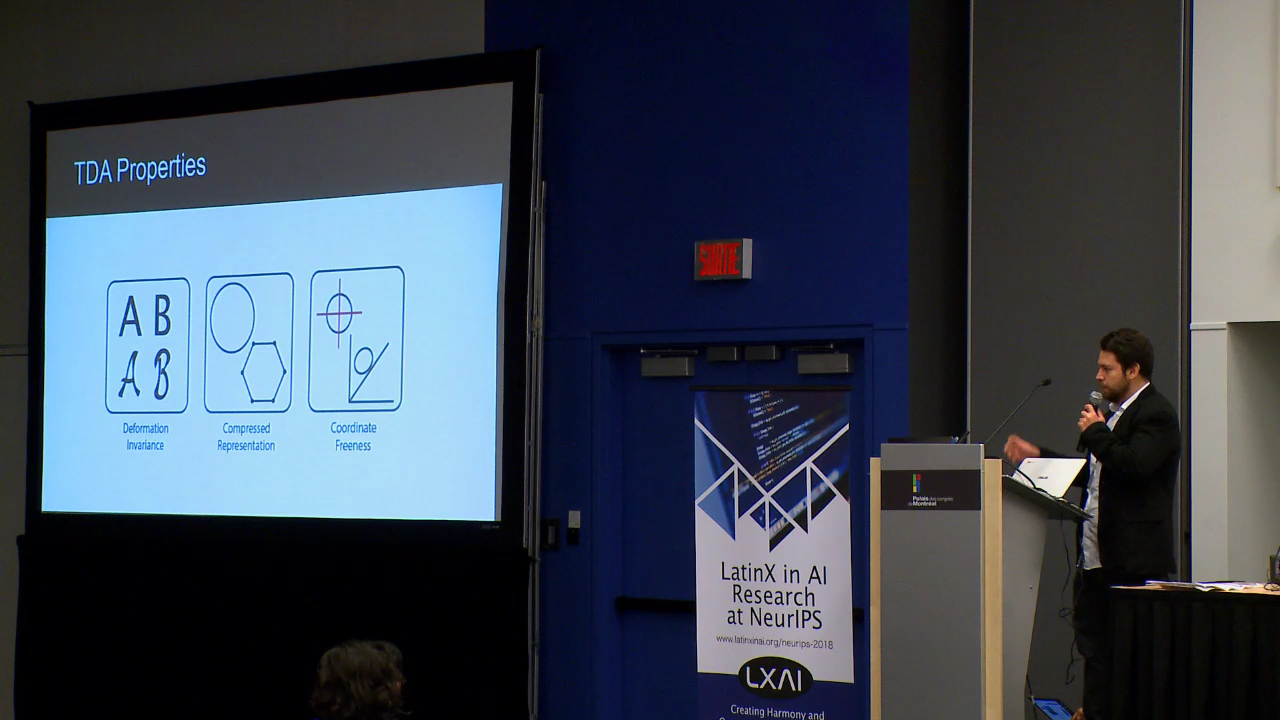 TDA Properties
A B
A B
Deformation
Invariance
Compressed
Representation
Coordinate
Freeness
SORTIE
LatinX in AI
Research
at NeurIPS
www.latinxinai.org/neurips-2018
LXAI
Creating Harmony and
Palais des congrès
de Montréal
ASUS